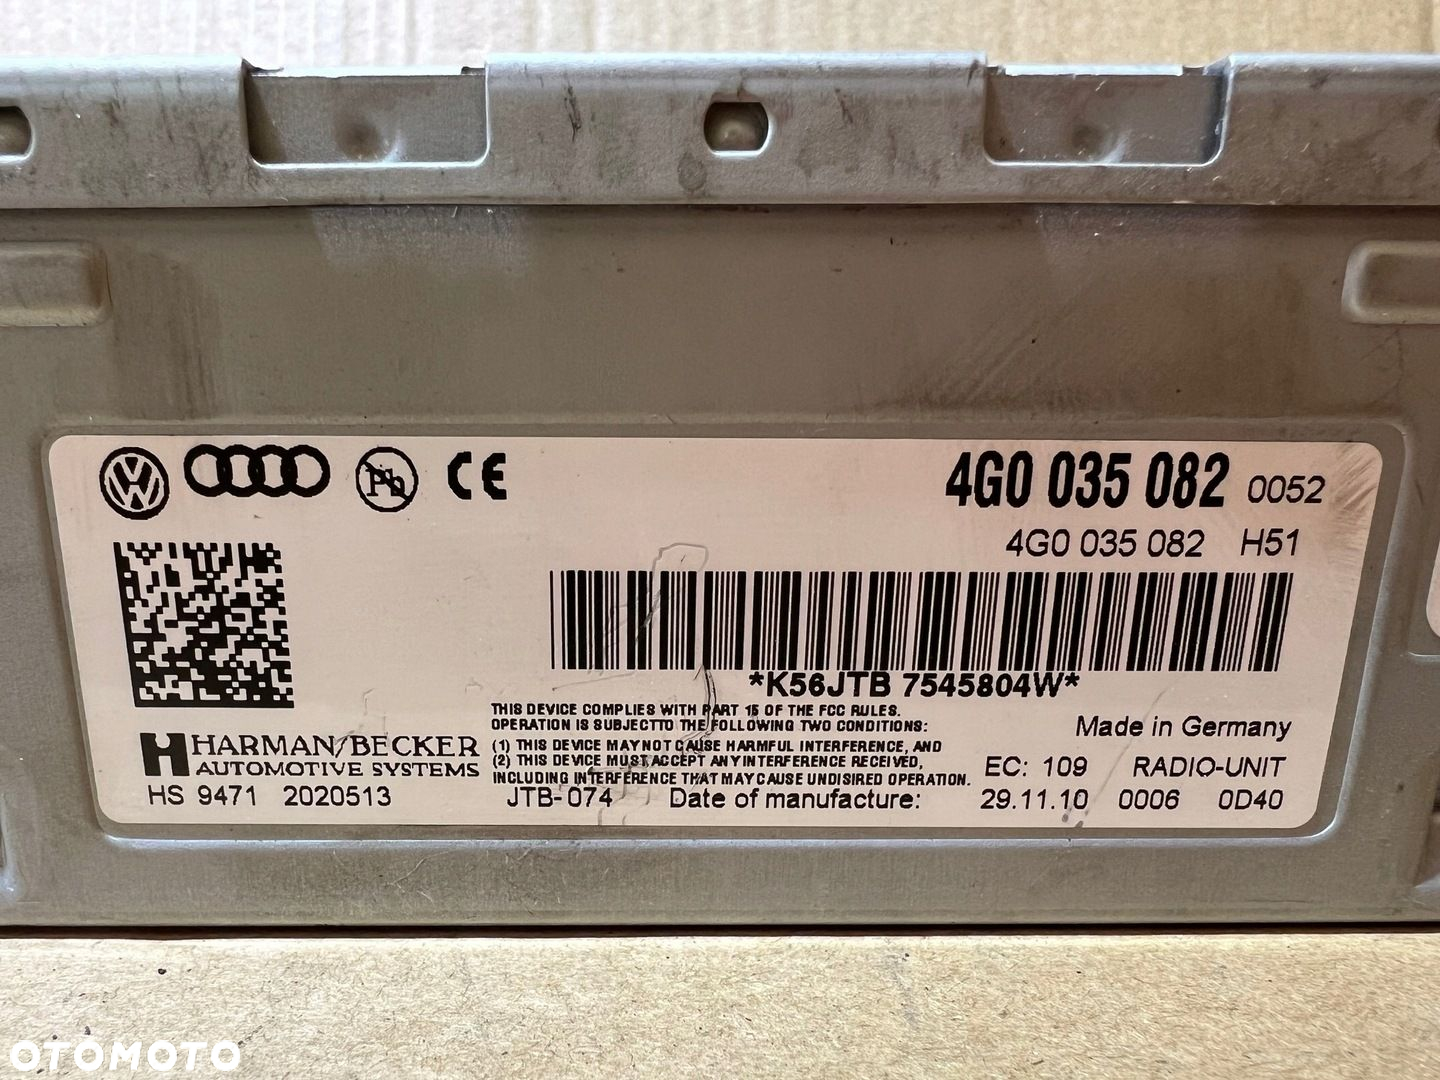 Pb CE
4G0 035 082 0052
4G0 035 082 H51
*K56JTB 7545804W*
THIS DEVICE COMPLIES WITH PART 15 OF THE FCC RULES.
OPERATION IS SUBJECTTO THE FOLLOWING TWO CONDITIONS:
(1) THIS DEVICE MAY NOT CAUSE HARMFUL INTERFERENCE, AND
(2) THIS DEVICE MUST ACCEPT ANY INTERFERENCE RECEIVED,
INCLUDING INTERFERENCE THAT MAY CAUSE UNDISIRED OPERATION.
Made in Germany
HARMAN/BECKER
AUTOMOTIVE SYSTEMS
EC: 109 RADIO-UNIT
HS 9471 2020513 JTB-074 Date of manufacture: 29.11.10 0006 0D40
OTOMOTO